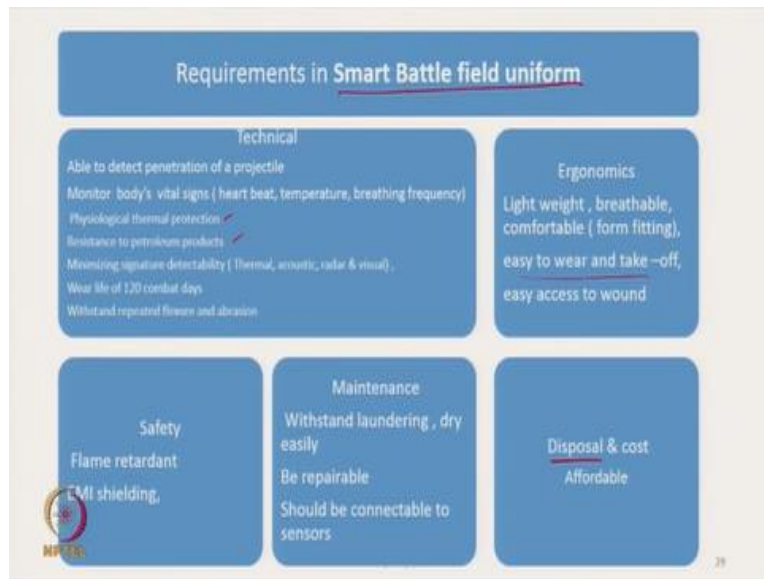 Requirements in Smart Battle field uniform
Technical
Able to detect penetration of a projectile
Monitor body's vital signs ( heart beat, temperature, breathing frequency)
Physiological thermal protection
Resistance to petroleum products
Minimizing signature detectability ( Thermal, acoustic, radar & visual) ,
Wear life of 120 combat days
Withstand repeated flexure and abrasion
Ergonomics
Light weight , breathable,
comfortable ( form fitting),
easy to wear and take –off,
easy access to wound
Safety
Flame retardant
EMI shielding,
Maintenance
Withstand laundering , dry
easily
Be repairable
Should be connectable to
sensors
Disposal & cost
Affordable
NPTEL